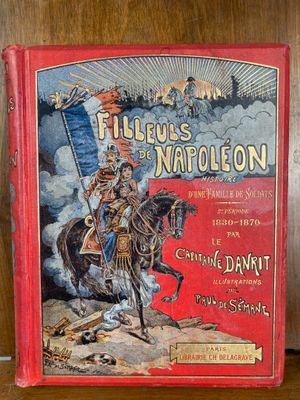 FILLEULS
DE NAPOLÉON
HISTOIRE
D'UNE FAMILLE DE SOLDATS
2e PÉRIODE
1830-1870
PAR
LE
CAPITAINE DANRIT
ILLUSTRATIONS
DE
PAUL DE SÉMANT
PARIS
LIBRAIRIE CH. DELAGRAVE